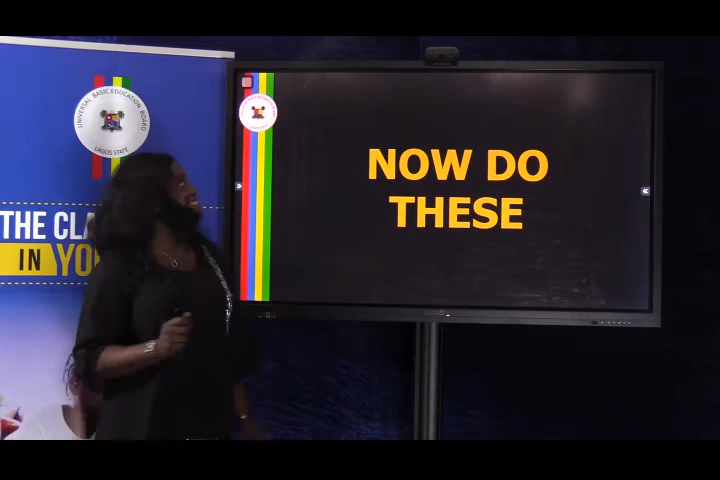 UNIVERSAL BASIC EDUCATION BOARD
LAGOS STATE
THE CLA
IN YO
NOW DO
THESE